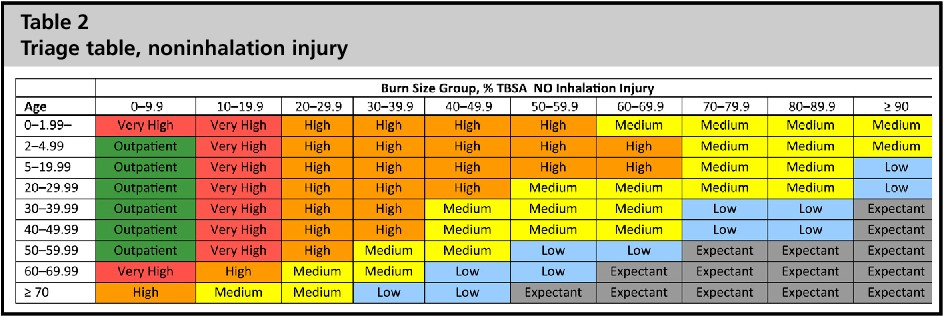 Table 2
Triage table, noninhalation injury
Burn Size Group, % TBSA NO Inhalation Injury
Age 0–9.9 10–19.9 20–29.9 30–39.9 40–49.9 50–59.9 60–69.9 70–79.9 80–89.9 ≥ 90
0–1.99– Very High Very High High High High High Medium Medium Medium Medium
2–4.99 Outpatient Very High High High High High High Medium Medium Medium
5–19.99 Outpatient Very High High High High High High Medium Medium Low
20–29.99 Outpatient Very High High High High Medium Medium Medium Medium Low
30–39.99 Outpatient Very High High High Medium Medium Medium Low Low Expectant
40–49.99 Outpatient Very High High High Medium Medium Medium Low Low Expectant
50–59.99 Outpatient Very High High Medium Medium Low Low Expectant Expectant Expectant
60–69.99 Very High High Medium Medium Low Low Expectant Expectant Expectant Expectant
≥ 70 High Medium Medium Low Low Expectant Expectant Expectant Expectant Expectant